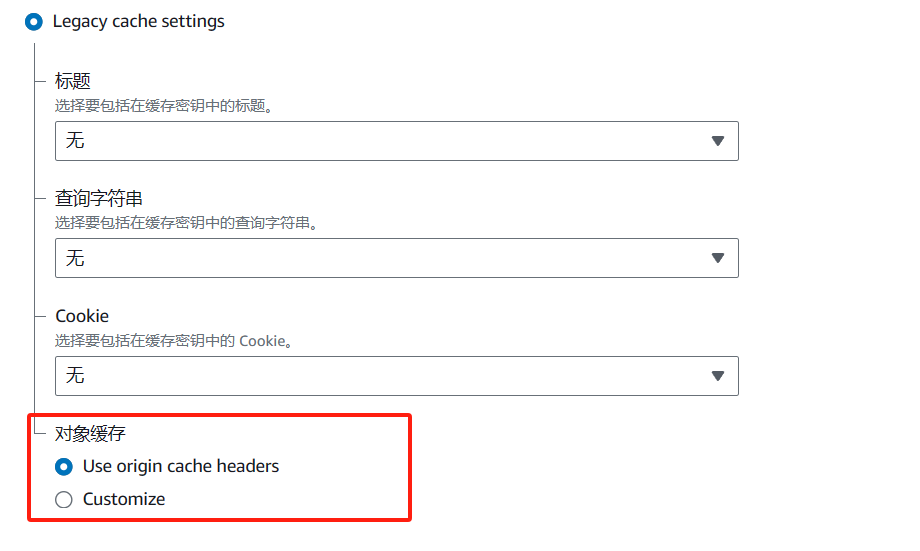 Legacy cache settings
标题
选择要包括在缓存密钥中的标题。
无
查询字符串
选择要包括在缓存密钥中的查询字符串。
无
Cookie
选择要包括在缓存密钥中的 Cookie。
无
对象缓存
Use origin cache headers
Customize